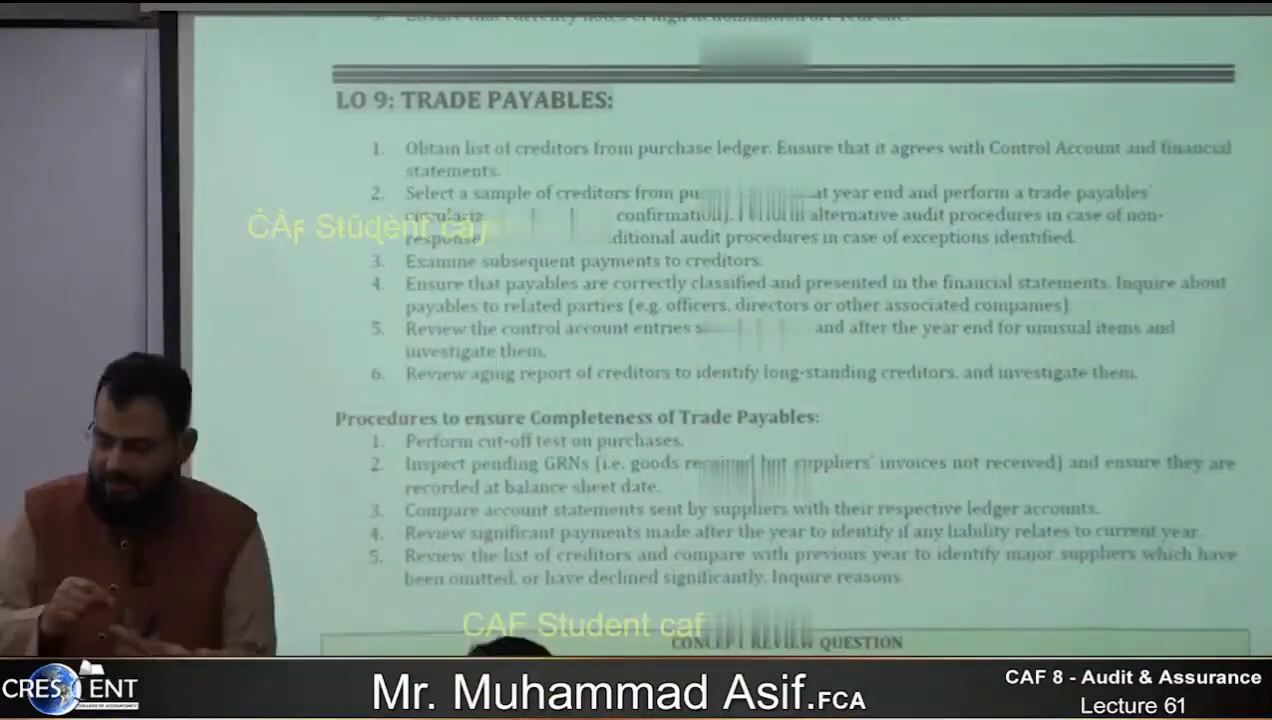 LO 9: TRADE PAYABLES:
1. Obtain list of creditors from purchase ledger. Ensure that it agrees with Control Account and financial
statements.
2. Select a sample of creditors from at year end and perform a trade payables'
confirmation). alternative audit procedures in case of non-
response audit procedures in case of exceptions identified.
3. Examine subsequent payments to creditors.
4. Ensure that payables are correctly classified and presented in the financial statements. Inquire about
payables to related parties (e.g. officers, directors or other associated companies).
5. Review the control account entries and after the year end for unusual items and
investigate them.
6. Review aging report of creditors to identify long-standing creditors, and investigate them.
Procedures to ensure Completeness of Trade Payables:
1. Perform cut-off test on purchases.
2. Inspect pending GRNs (i.e. goods received but suppliers' invoices not received) and ensure they are
recorded at balance sheet date.
3. Compare account statements sent by suppliers with their respective ledger accounts.
4. Review significant payments made after the year to identify if any liability relates to current year.
5. Review the list of creditors and compare with previous year to identify major suppliers which have
been omitted, or have declined significantly. Inquire reasons.
CONCEPT REVIEW QUESTION
CAF Student caf
CAF Student caf
CRESCENT
COLLEGE OF ACCOUNTANCY
Mr. Muhammad Asif.FCA
CAF 8 - Audit & Assurance
Lecture 61